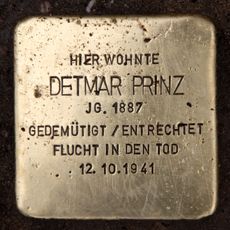 HIER WOHNTE
DETMAR PRINZ
JG. 1887
GEDEMÜTIGT / ENTRECHTET
FLUCHT IN DEN TOD
12.10.1941